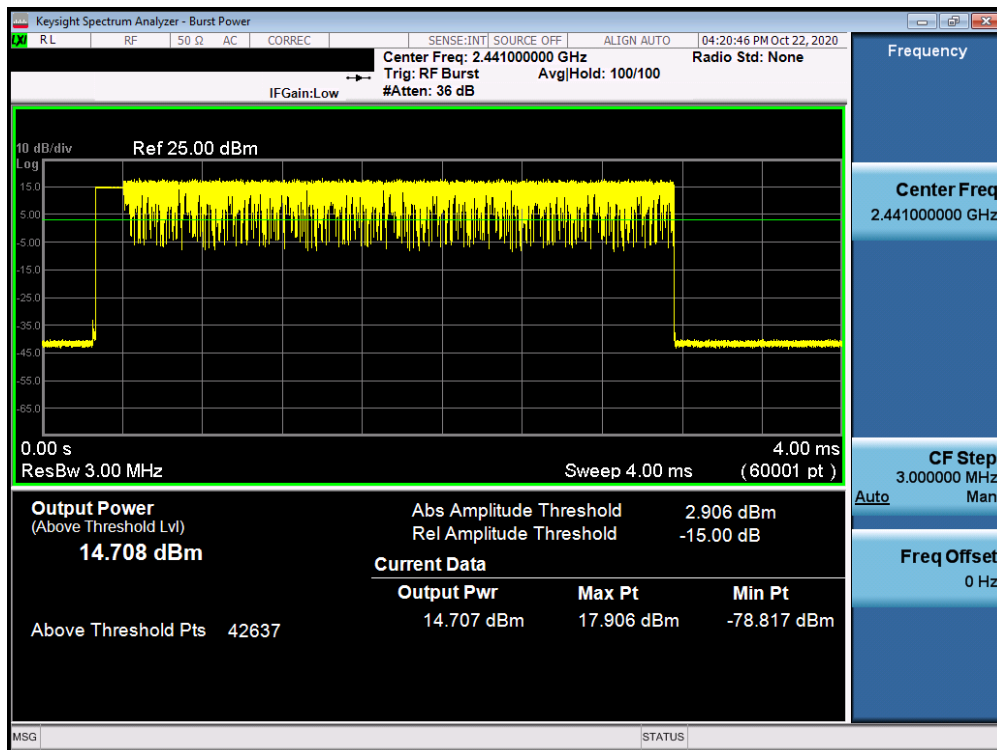 Keysight Spectrum Analyzer - Burst Power
LXI RL RF 50 Ω AC CORREC SENSE:INT SOURCE OFF ALIGN AUTO 04:20:46 PM Oct 22, 2020
Center Freq: 2.441000000 GHz Radio Std: None
Trig: RF Burst Avg|Hold: 100/100
IFGain:Low #Atten: 36 dB
10 dB/div Ref 25.00 dBm
Log
15.0
5.00
-5.00
-15.0
-25.0
-35.0
-45.0
-55.0
-65.0
0.00 s 4.00 ms
ResBw 3.00 MHz Sweep 4.00 ms (60001 pt)
Output Power
(Above Threshold Lvl)
14.708 dBm
Above Threshold Pts 42637
Abs Amplitude Threshold 2.906 dBm
Rel Amplitude Threshold -15.00 dB
Current Data
Output Pwr Max Pt Min Pt
14.707 dBm 17.906 dBm -78.817 dBm
Frequency
Center Freq
2.441000000 GHz
CF Step
3.000000 MHz
Auto Man
Freq Offset
0 Hz
MSG STATUS